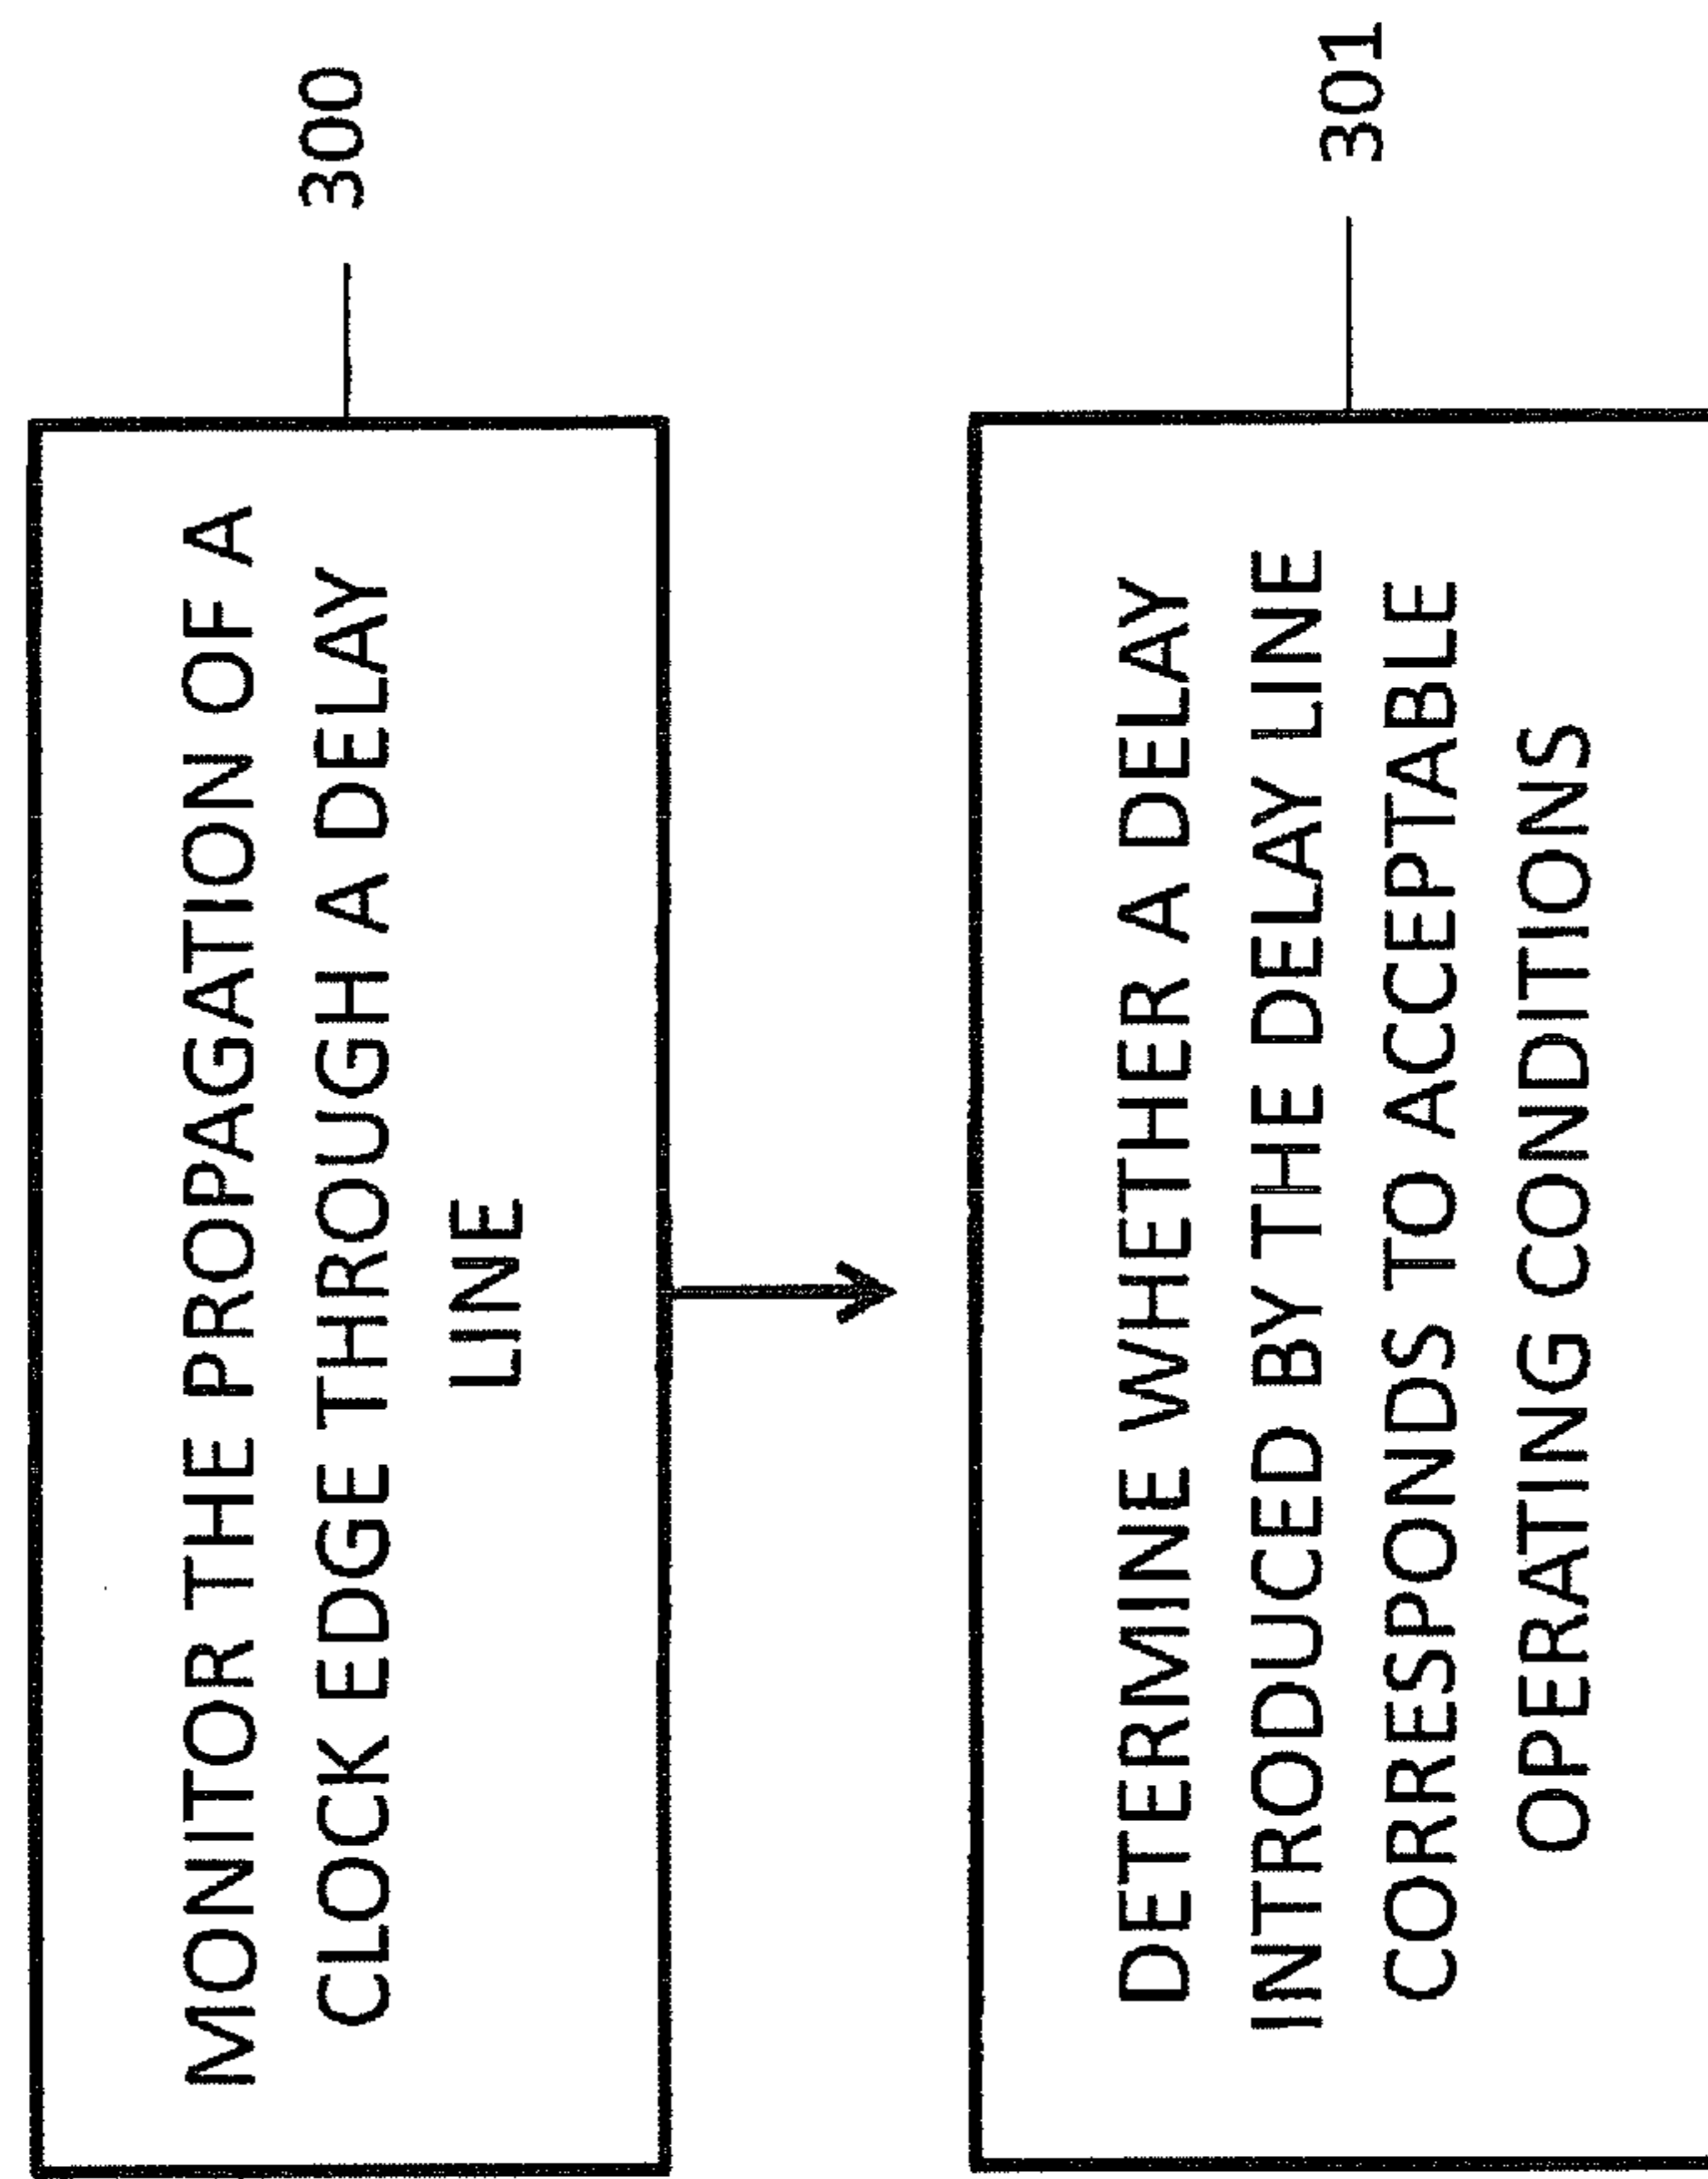 MONITOR THE PROPAGATION OF A
CLOCK EDGE THROUGH A DELAY
LINE
300
DETERMINE WHETHER A DELAY
INTRODUCED BY THE DELAY LINE
CORRESPONDS TO ACCEPTABLE
OPERATING CONDITIONS
301